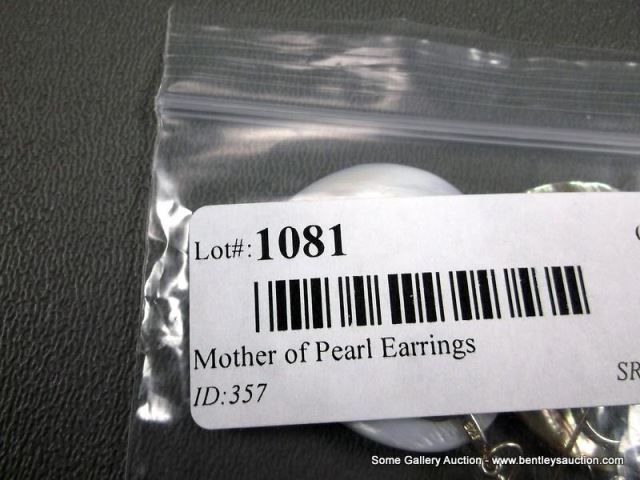 Lot#: 1081
Mother of Pearl Earrings
SR
ID:357
Some Gallery Auction - www.bentleysauction.com